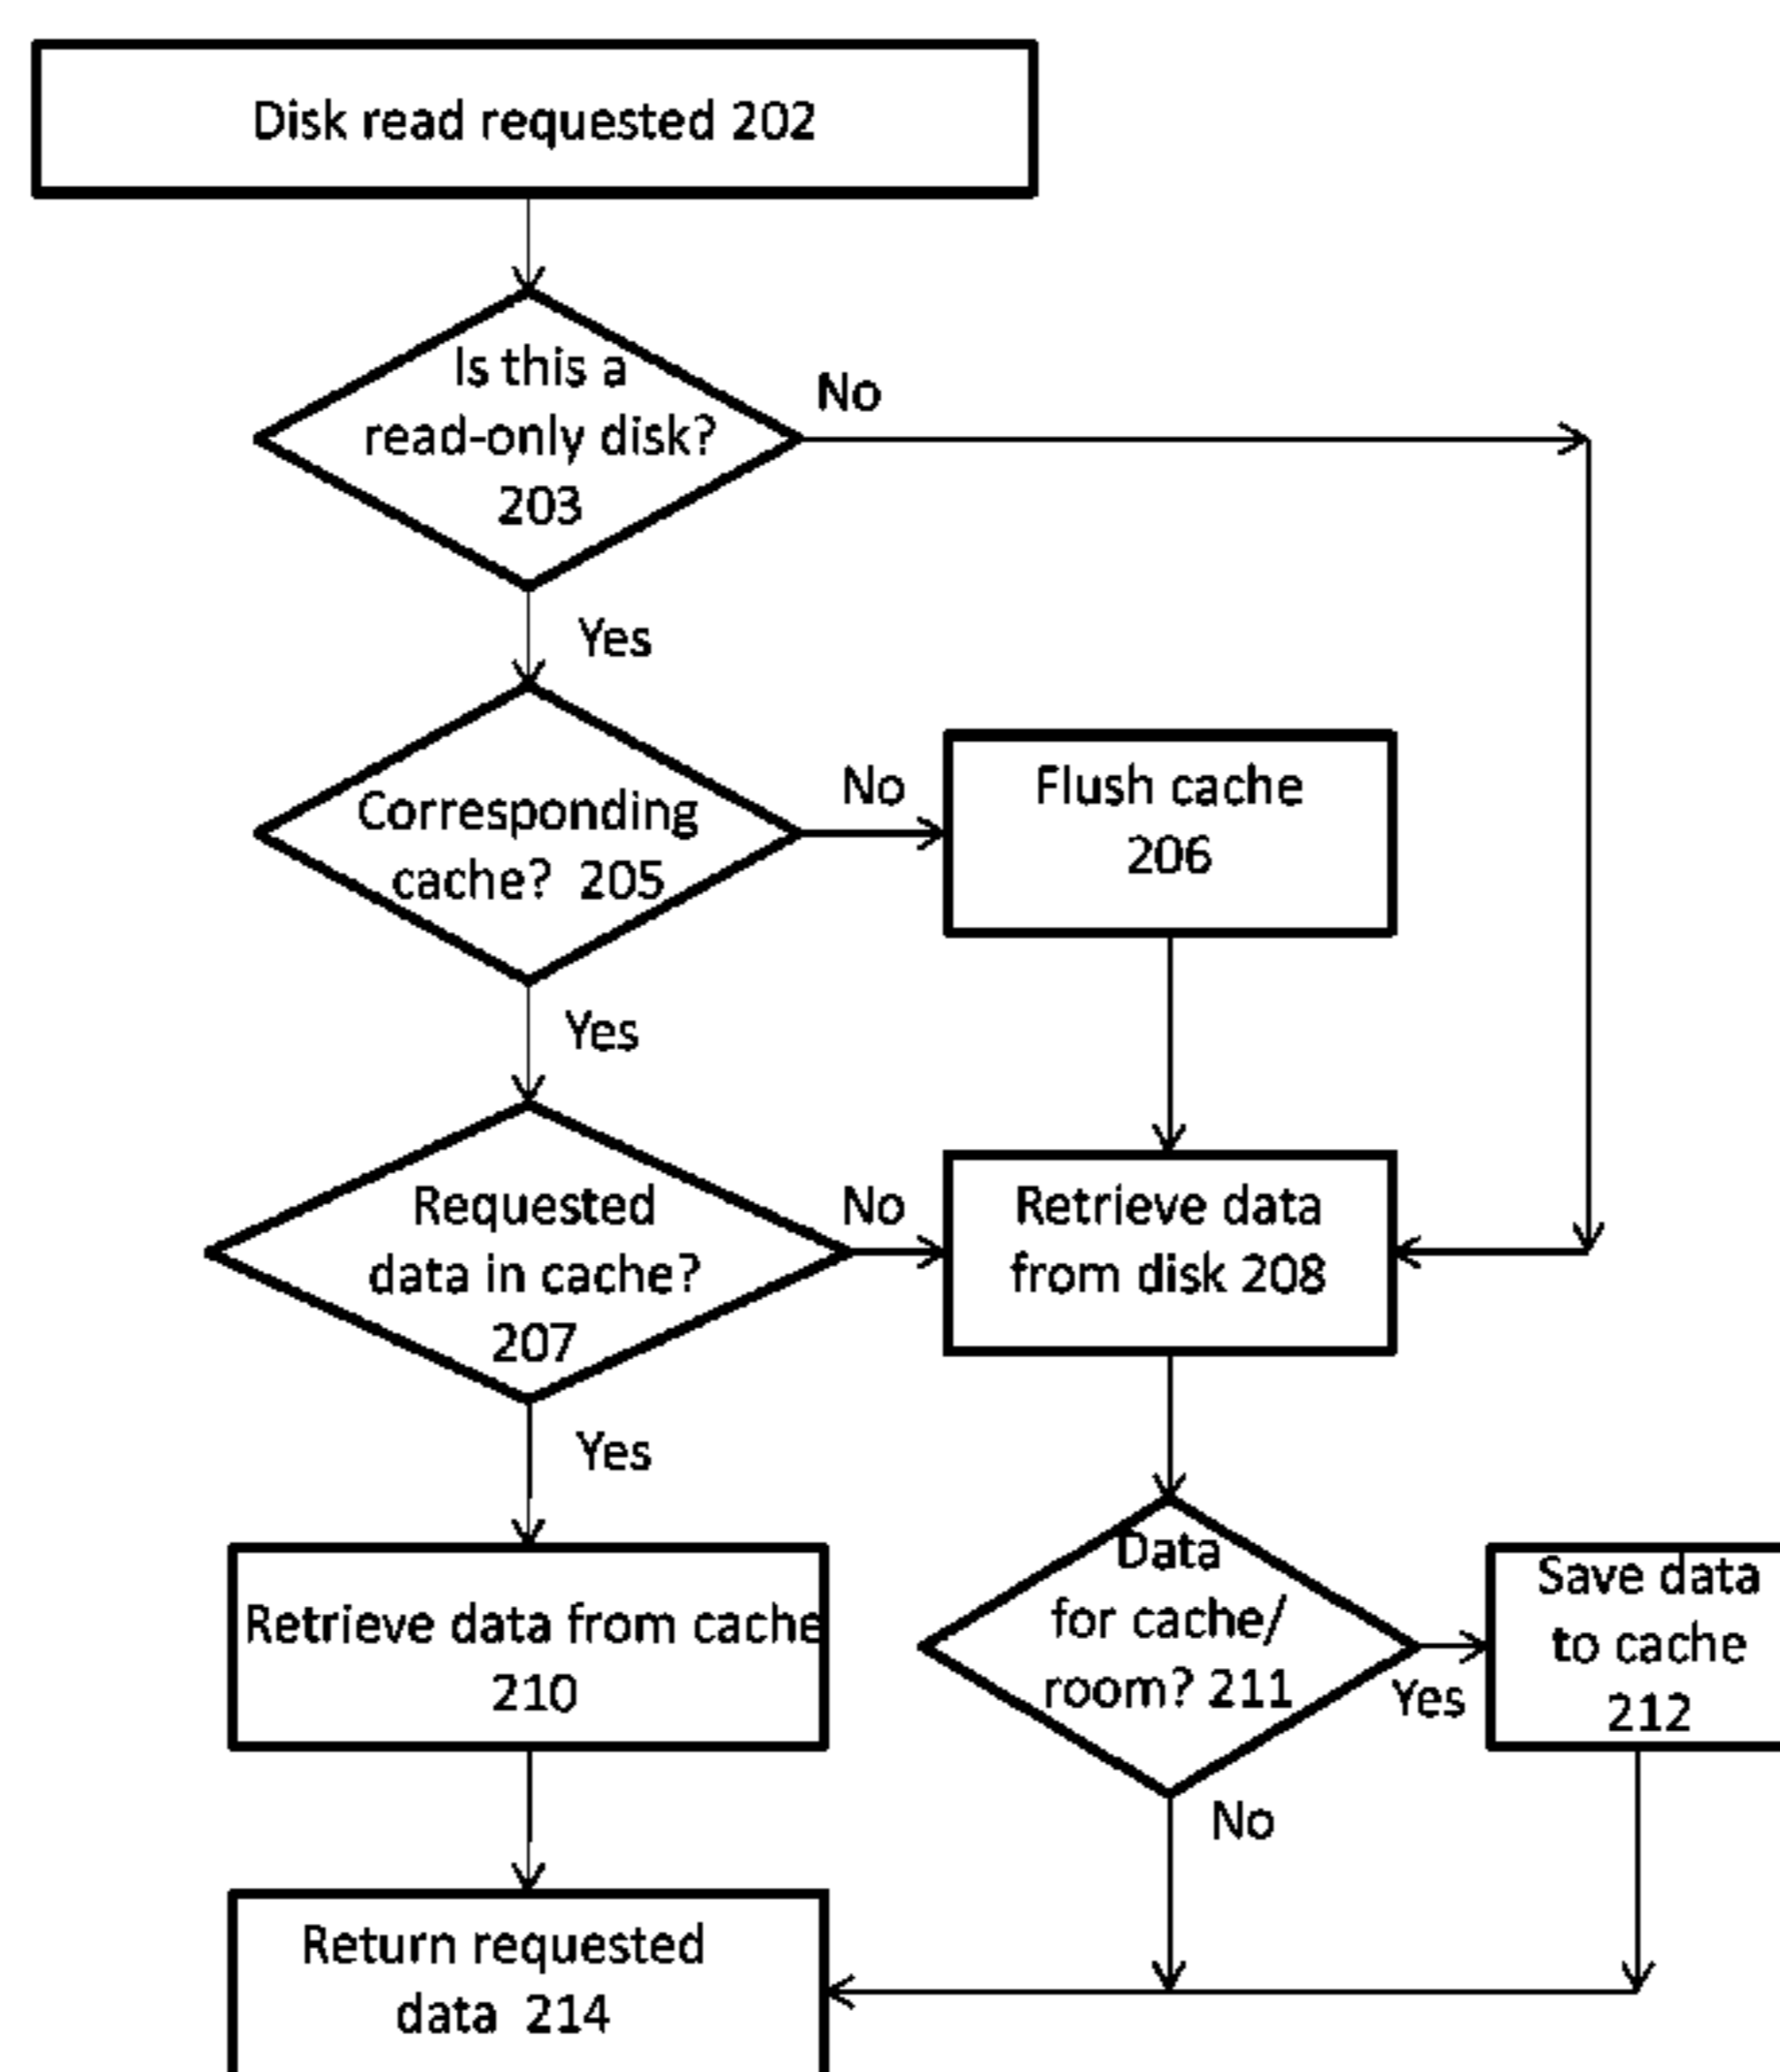 Disk read requested 202
Is this a
read-only disk?
203
No
Yes
Corresponding
cache? 205
No
Flush cache
206
Yes
Requested
data in cache?
207
No
Retrieve data
from disk 208
Yes
Retrieve data from cache
210
Data
for cache/
room? 211
Yes
Save data
to cache
212
No
Return requested
data 214